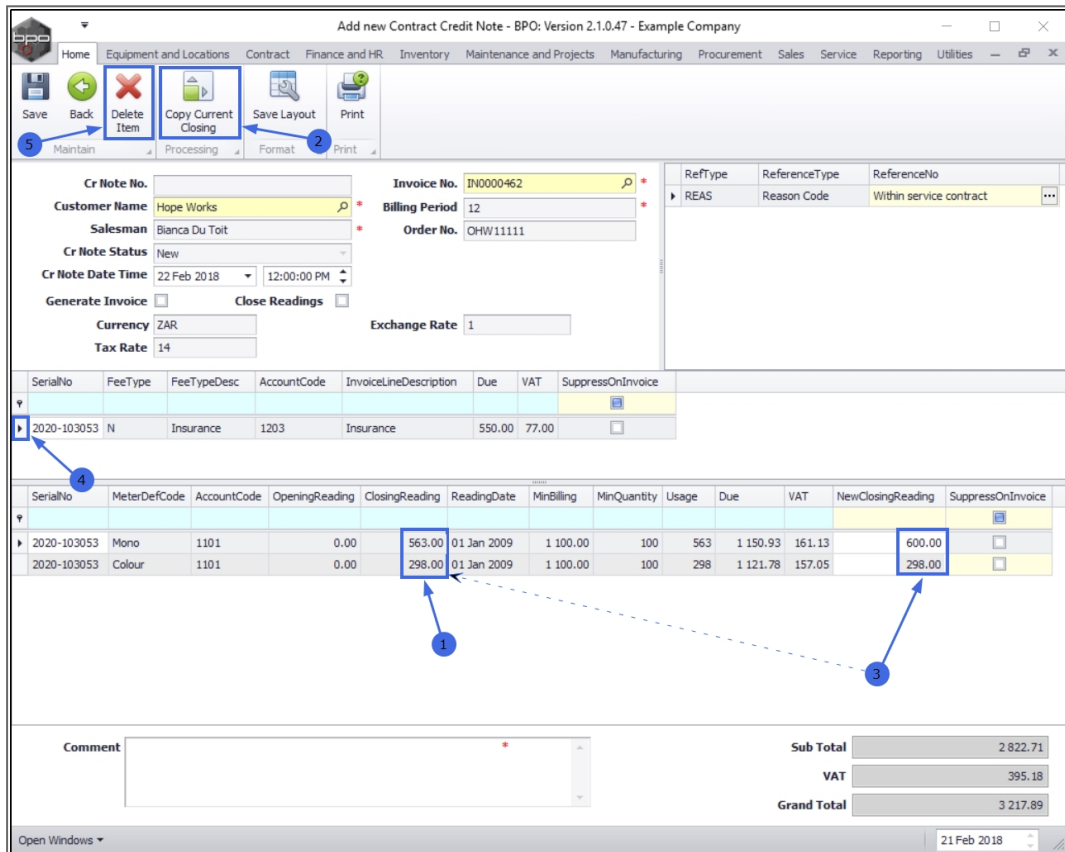 Add new Contract Credit Note - BPO: Version 2.1.0.47 - Example Company
bpo
Home Equipment and Locations Contract Finance and HR Inventory Maintenance and Projects Manufacturing Procurement Sales Service Reporting Utilities
Save Back Delete Item Copy Current Closing Save Layout Print
5 2
Maintain Processing Format Print
Cr Note No. Invoice No. IN0000462 *
Customer Name Hope Works * Billing Period 12 *
Salesman Bianca Du Toit * Order No. OHW11111
Cr Note Status New
Cr Note Date Time 22 Feb 2018 12:00:00 PM
Generate Invoice Close Readings
Currency ZAR Exchange Rate 1
Tax Rate 14
RefType ReferenceType ReferenceNo
REAS Reason Code Within service contract ...
SerialNo FeeType FeeTypeDesc AccountCode InvoiceLineDescription Due VAT SuppressOnInvoice
2020-103053 N Insurance 1203 Insurance 550.00 77.00
4
SerialNo MeterDefCode AccountCode OpeningReading ClosingReading ReadingDate MinBilling MinQuantity Usage Due VAT NewClosingReading SuppressOnInvoice
2020-103053 Mono 1101 0.00 563.00 01 Jan 2009 1 100.00 100 563 1 150.93 161.13 600.00
2020-103053 Colour 1101 0.00 298.00 01 Jan 2009 1 100.00 100 298 1 121.78 157.05 298.00
1
3
Comment * Sub Total 2 822.71
VAT 395.18
Grand Total 3 217.89
Open Windows 21 Feb 2018